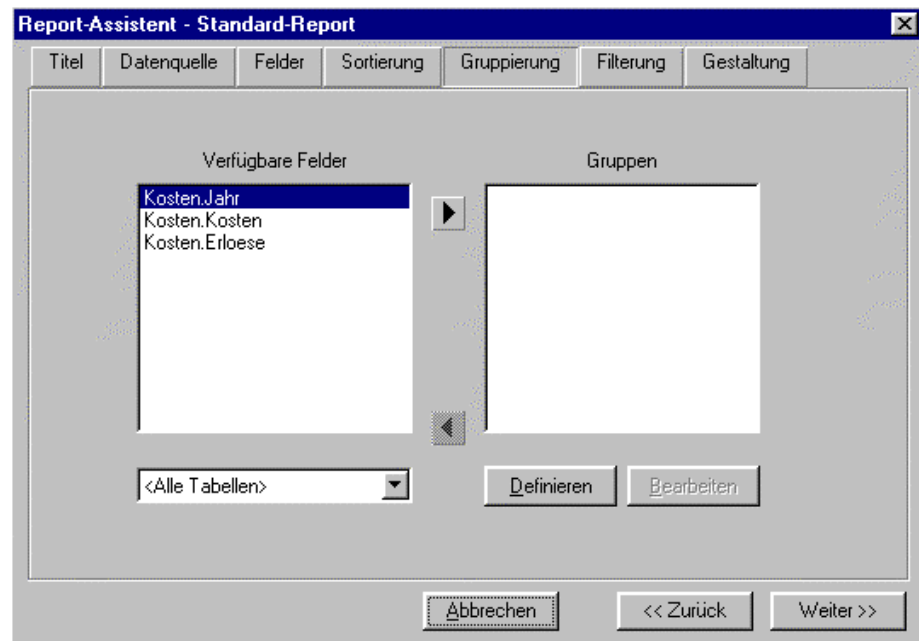 Report-Assistent - Standard-Report
Titel Datenquelle Felder Sortierung Gruppierung Filterung Gestaltung
Verfügbare Felder Gruppen
Kosten.Jahr
Kosten.Kosten
Kosten.Erloese
<Alle Tabellen> Definieren Bearbeiten
Abbrechen << Zurück Weiter >>